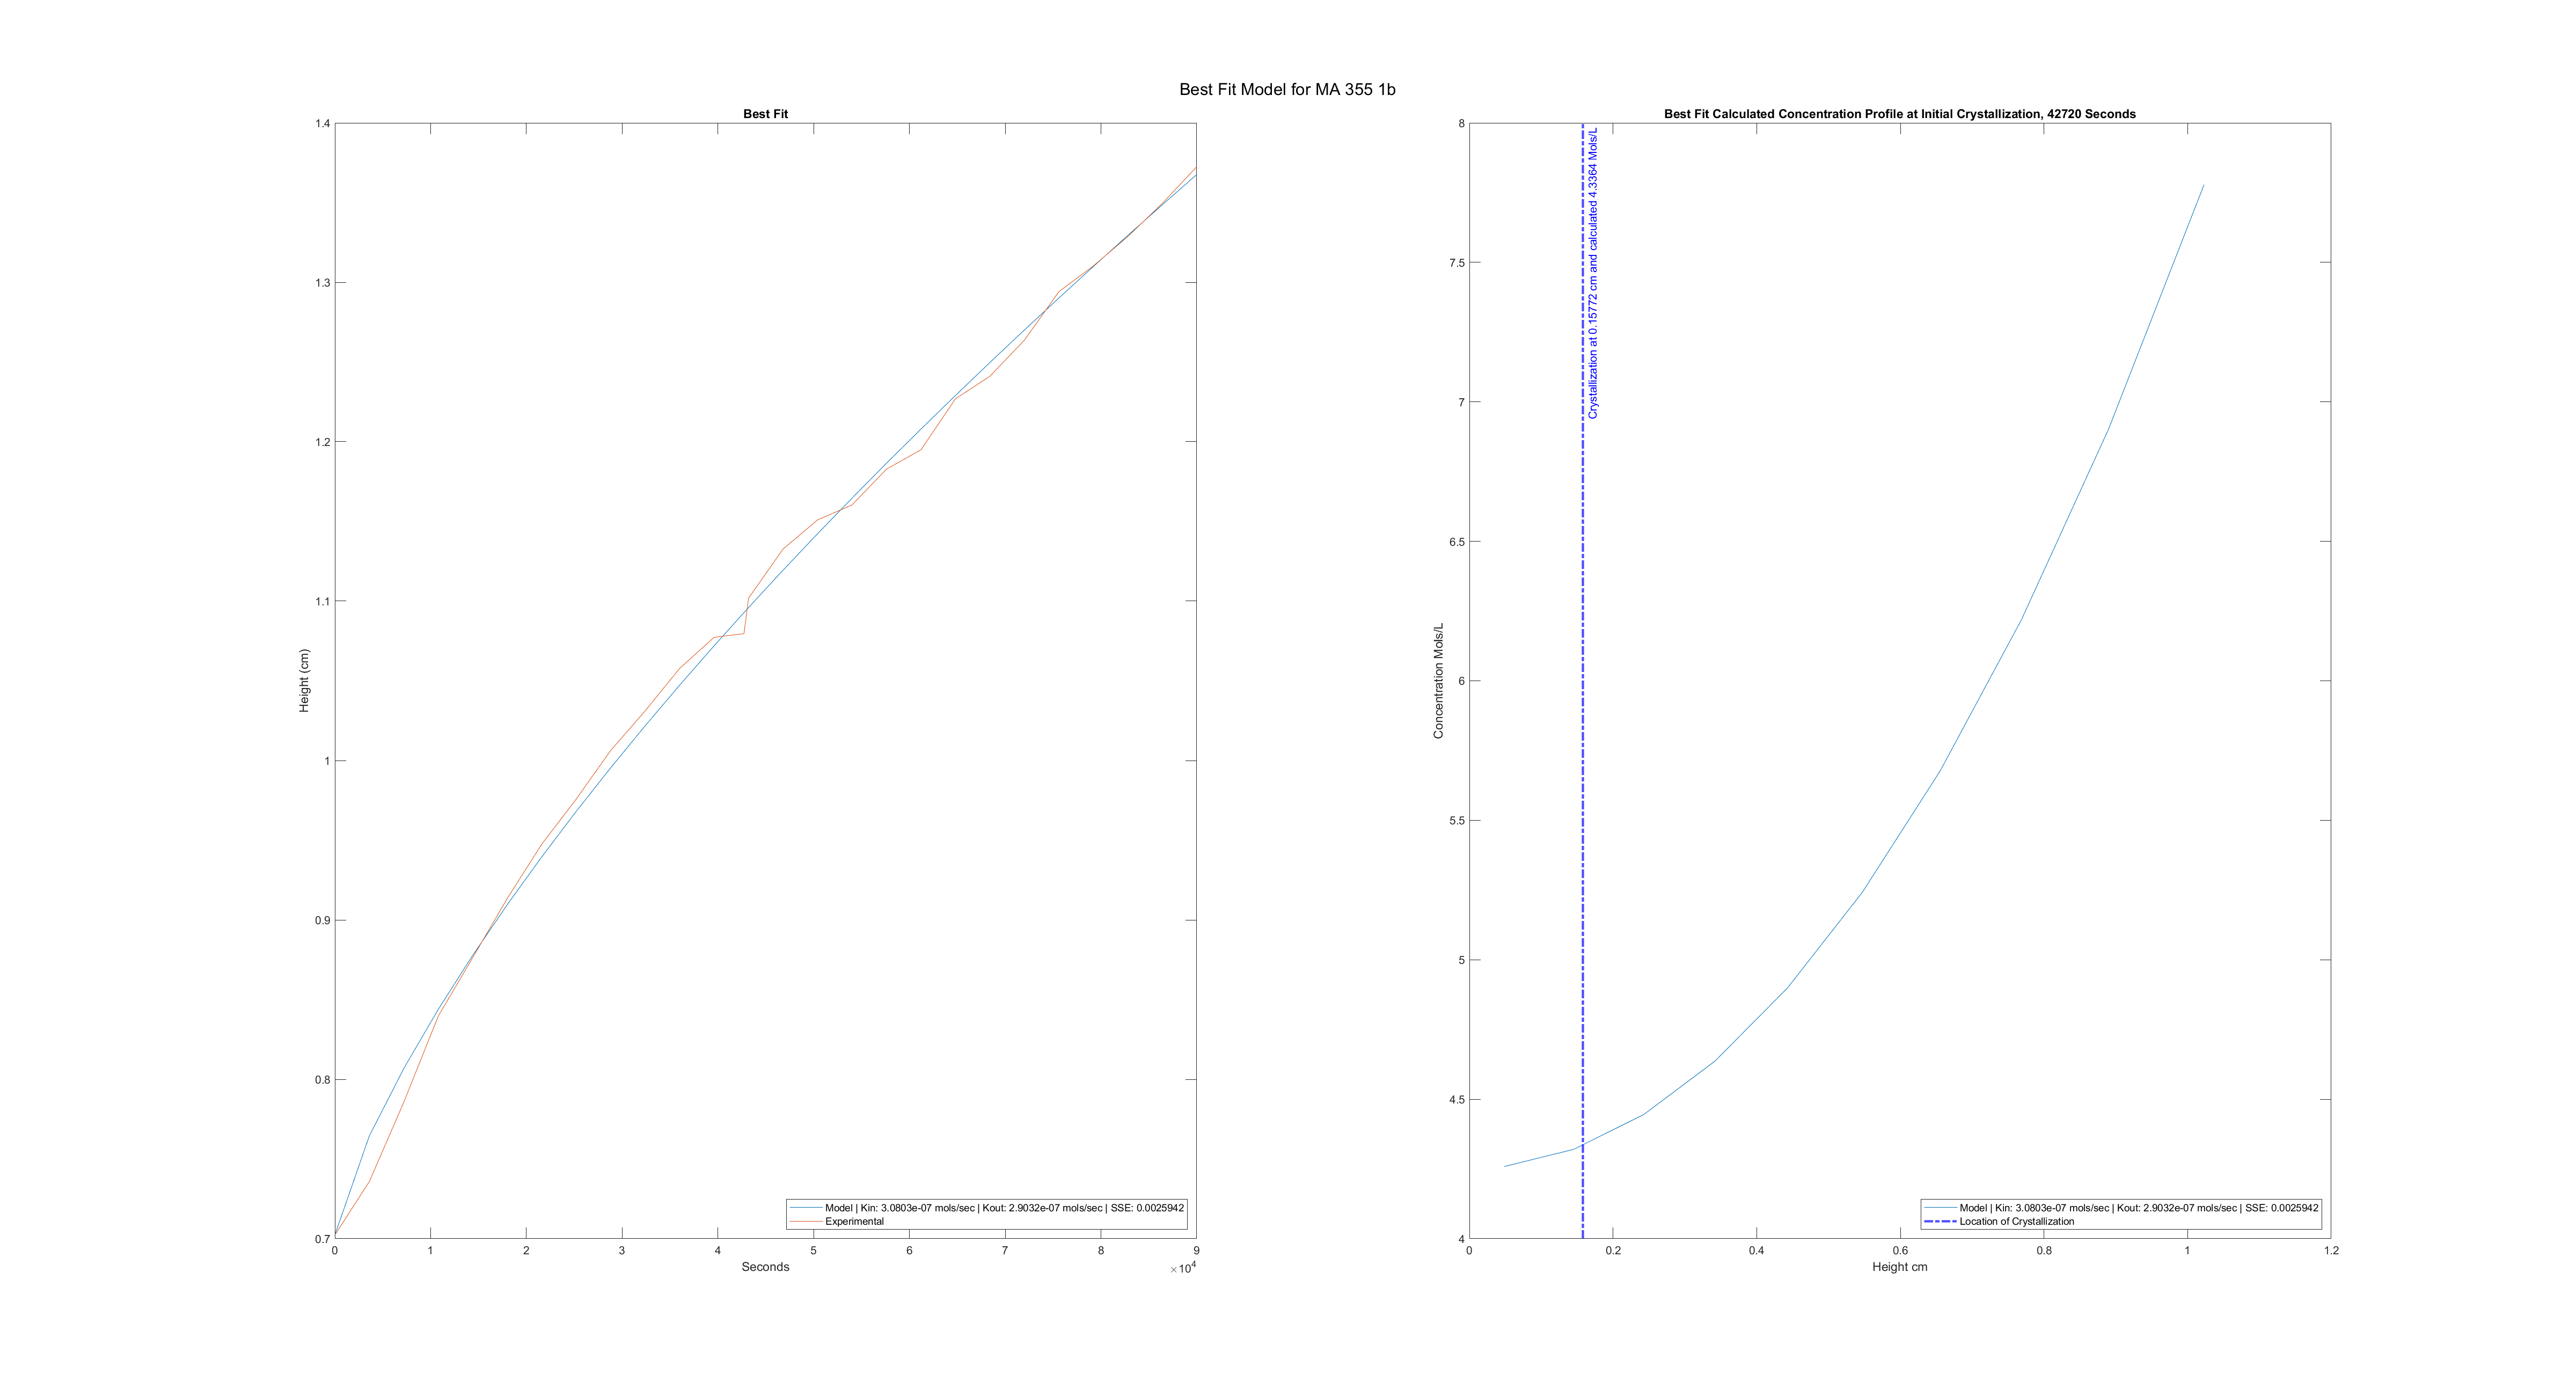 Best Fit Model for MA 355 1b
Best Fit
1.4
1.3
1.2
1.1
1
0.9
0.8
0.7
Height (cm)
0 1 2 3 4 5 6 7 8 9
Seconds
×10^4
Model | Kin: 3.0803e-07 mols/sec | Kout: 2.9032e-07 mols/sec | SSE: 0.0025942
Experimental
Best Fit Calculated Concentration Profile at Initial Crystallization, 42720 Seconds
8
7.5
7
6.5
6
5.5
5
4.5
4
Concentration Mols/L
Crystallization at 0.15772 cm and calculated 4.3364 Mols/L
0 0.2 0.4 0.6 0.8 1 1.2
Height cm
Model | Kin: 3.0803e-07 mols/sec | Kout: 2.9032e-07 mols/sec | SSE: 0.0025942
Location of Crystallization